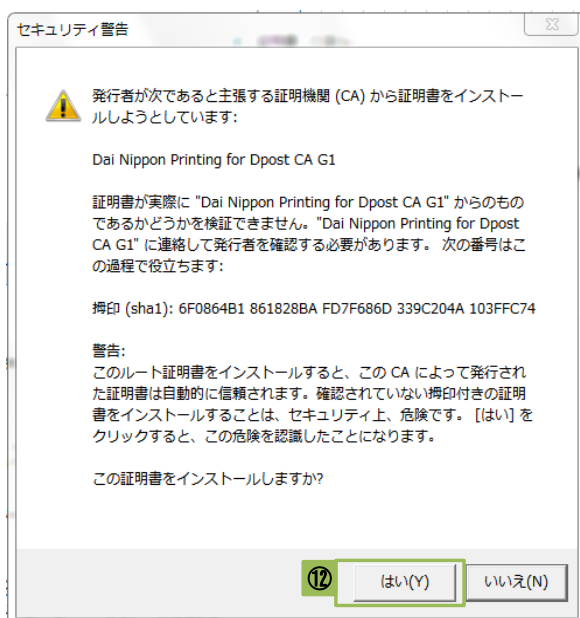 セキュリティ警告
発行者が次であると主張する証明機関 (CA) から証明書をインストー
ルしようとしています:
Dai Nippon Printing for Dpost CA G1
証明書が実際に "Dai Nippon Printing for Dpost CA G1" からのもの
であるかどうかを検証できません。"Dai Nippon Printing for Dpost
CA G1" に連絡して発行者を確認する必要があります。 次の番号はこ
の過程で役立ちます:
拇印 (sha1): 6F0864B1 861828BA FD7F686D 339C204A 103FFC74
警告:
このルート証明書をインストールすると、この CA によって発行され
た証明書は自動的に信頼されます。確認されていない拇印付きの証明
書をインストールすることは、セキュリティ上、危険です。 [はい] を
クリックすると、この危険を認識したことになります。
この証明書をインストールしますか?
⑫ はい(Y) いいえ(N)